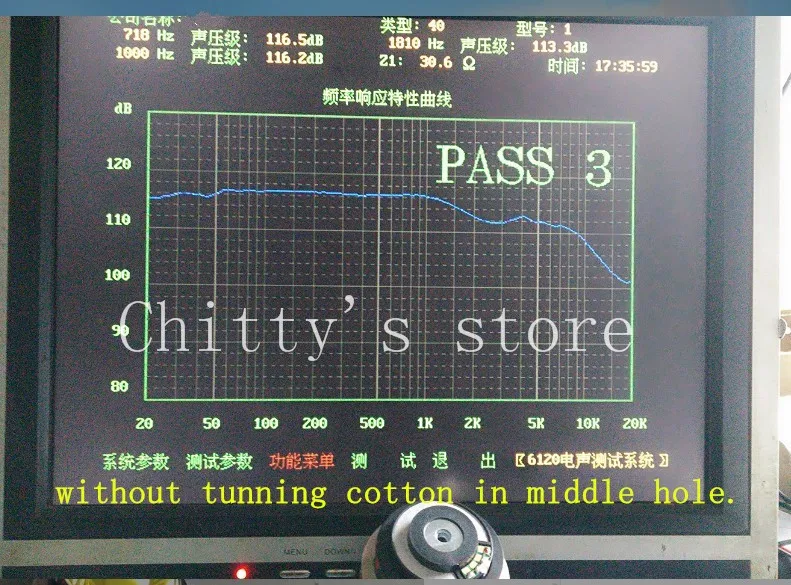 公司名称:
类型: 40
型号: 1
718 Hz 声压级: 116.5dB
1810 Hz 声压级: 113.3dB
1000 Hz 声压级: 116.2dB
Z1: 30.6 Ω
时间: 17:35:59
频率响应特性曲线
dB
PASS 3
120
110
100
90
80
Chitty's store
20 50 100 200 500 1K 2K 5K 10K 20K
系统参数 测试参数 功能菜单 测 试 退 出 〖6120电声测试系统〗
without tunning cotton in middle hole.
MENU DOWN